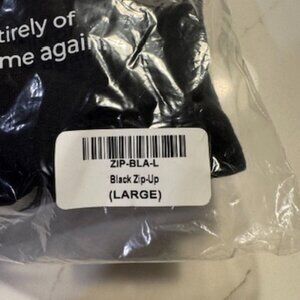 tirely of
me again.
ZIP-BLA-L
Black Zip-Up
(LARGE)